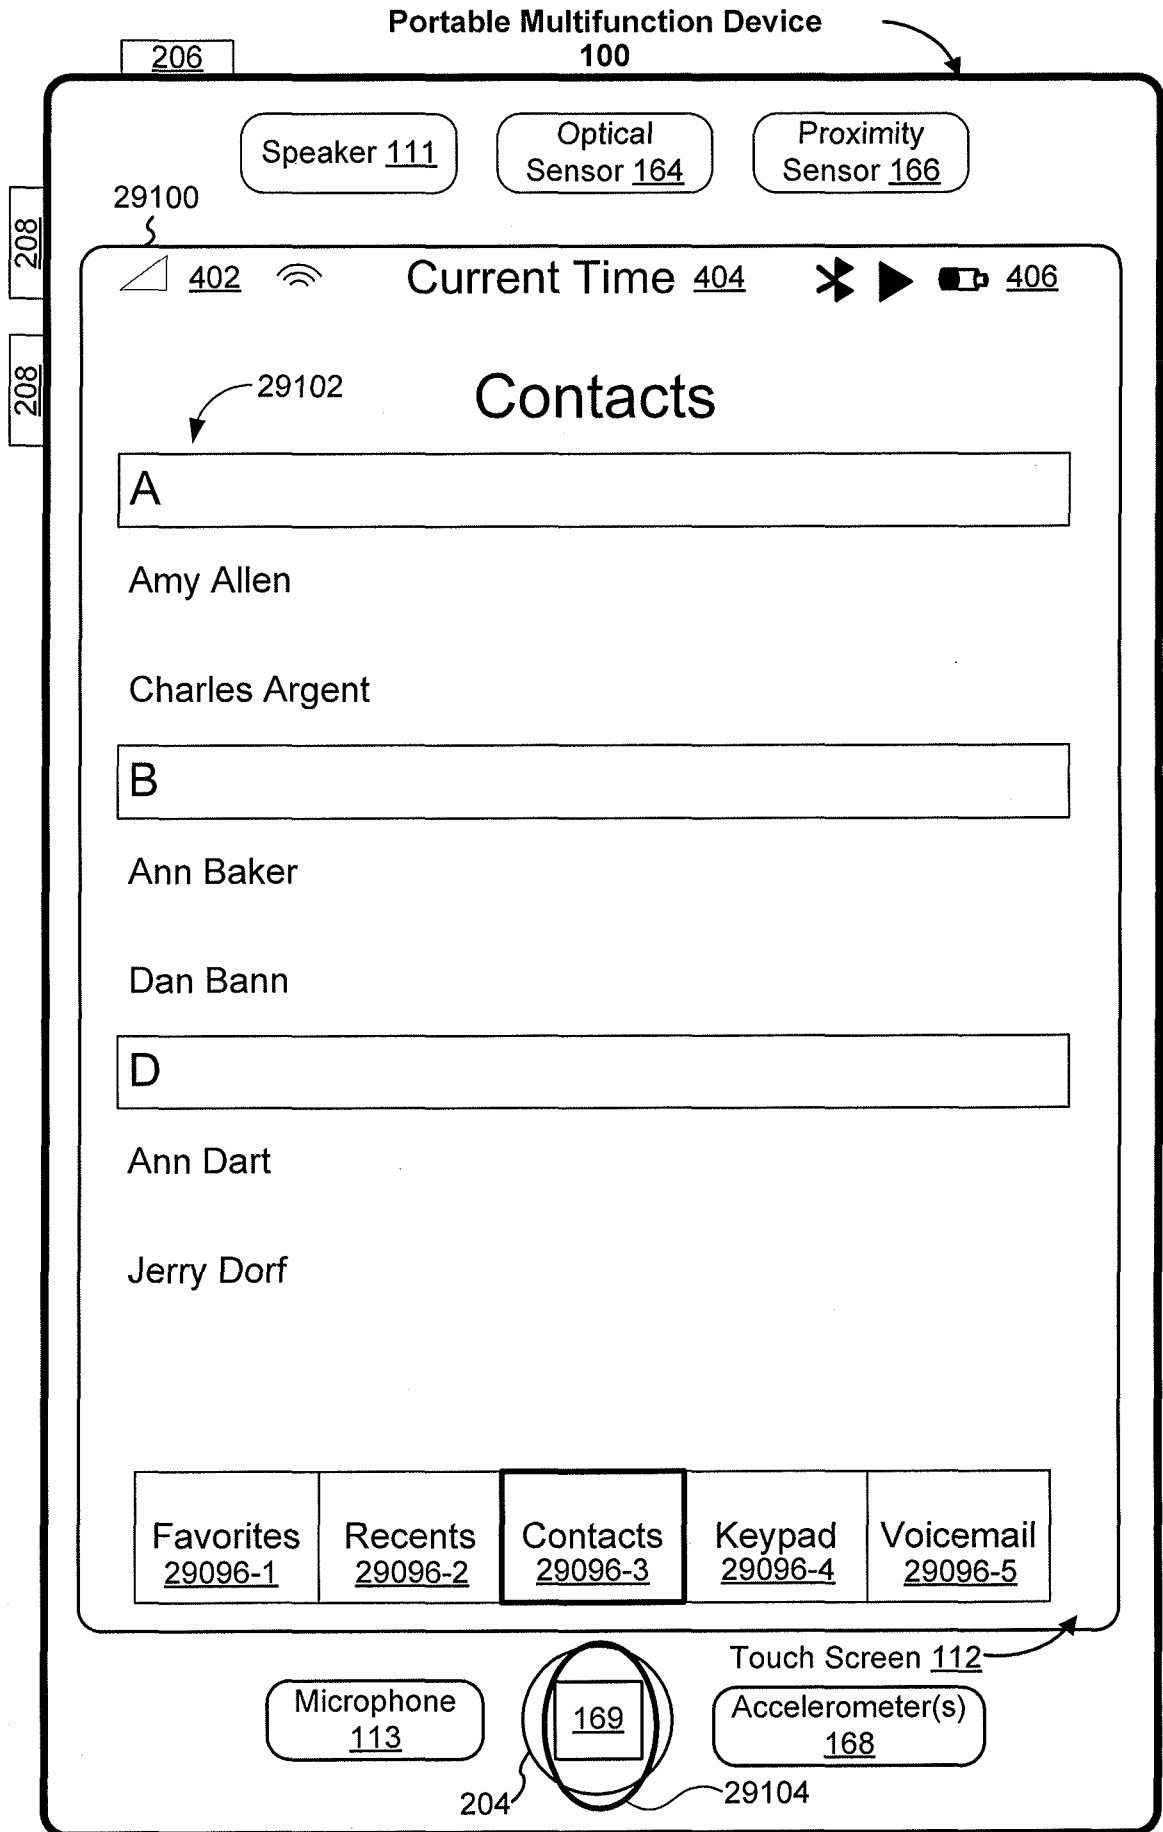 Portable Multifunction Device
100
206
Speaker 111
Optical
Sensor 164
Proximity
Sensor 166
29100
208
208
402
Current Time 404
406
29102
Contacts
A
Amy Allen
Charles Argent
B
Ann Baker
Dan Bann
D
Ann Dart
Jerry Dorf
Favorites
29096-1
Recents
29096-2
Contacts
29096-3
Keypad
29096-4
Voicemail
29096-5
Touch Screen 112
Microphone
113
169
Accelerometer(s)
168
204
29104